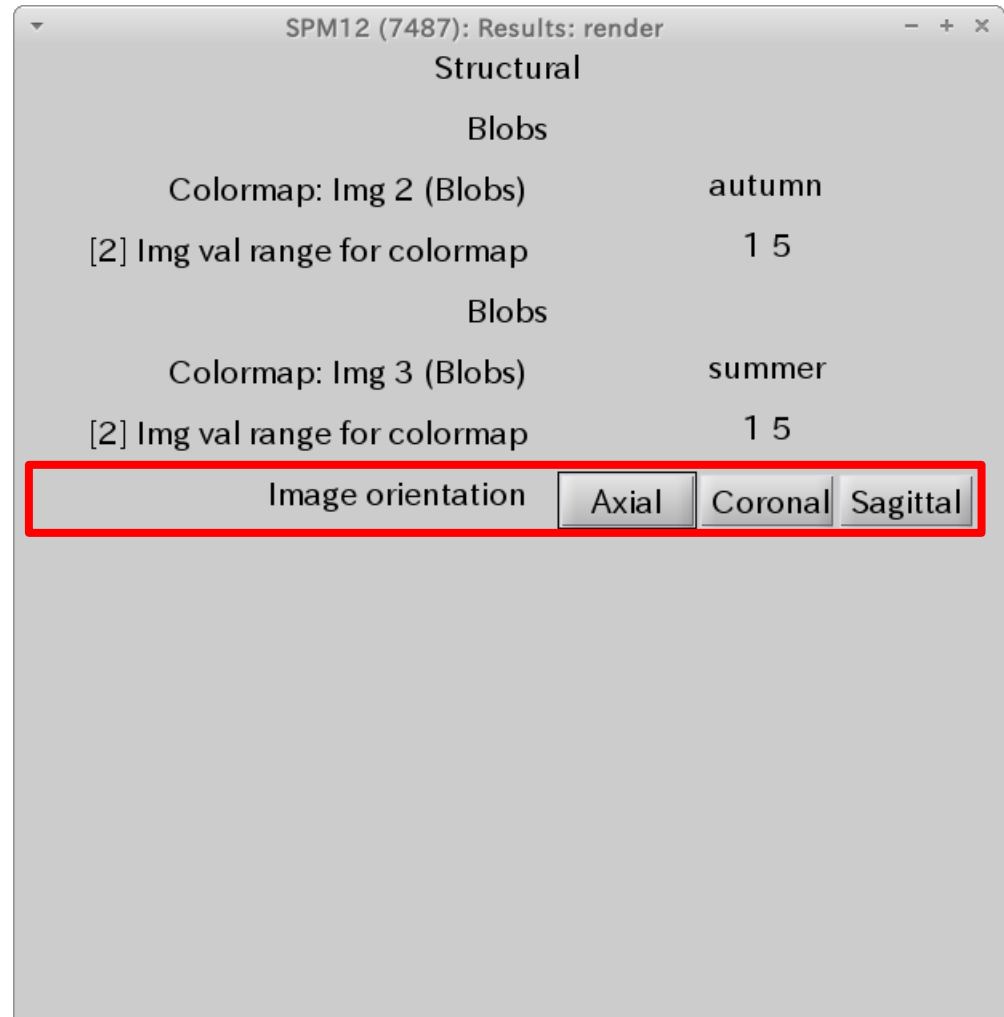 SPM12 (7487): Results: render
Structural
Blobs
Colormap: Img 2 (Blobs) autumn
[2] Img val range for colormap 1 5
Blobs
Colormap: Img 3 (Blobs) summer
[2] Img val range for colormap 1 5
Image orientation Axial Coronal Sagittal